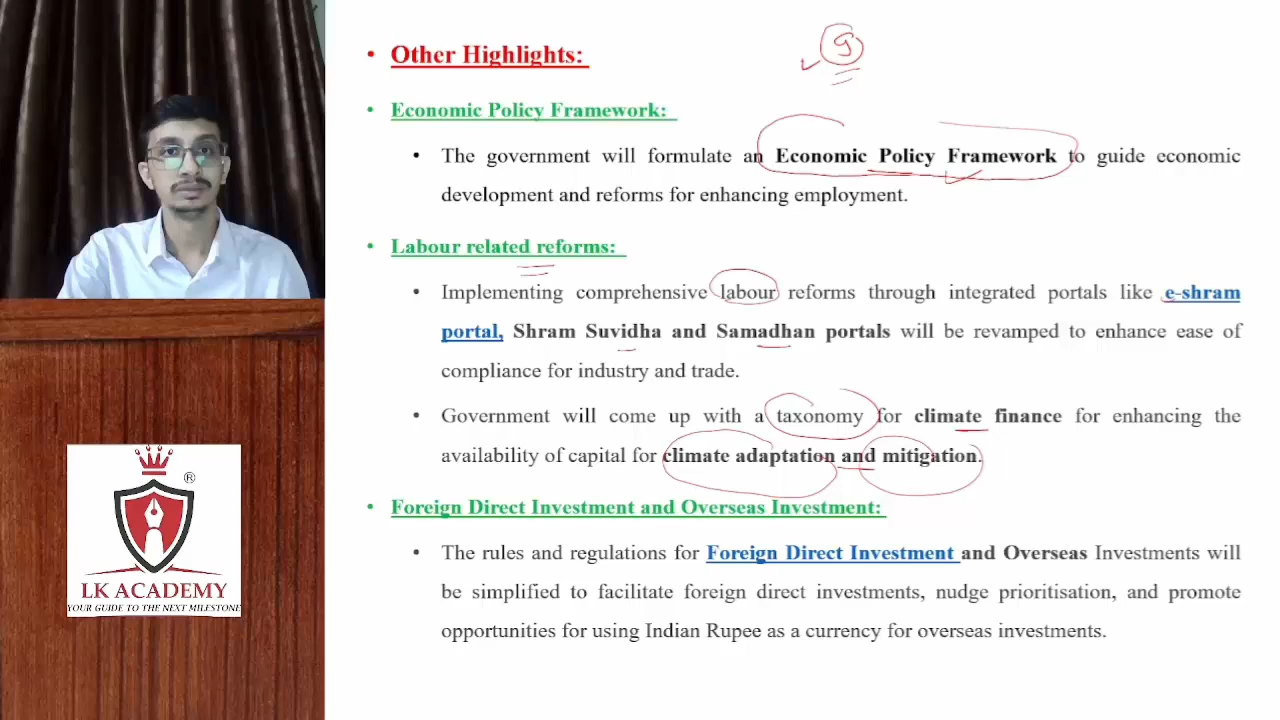 Other Highlights:
9
Economic Policy Framework:
The government will formulate an Economic Policy Framework to guide economic
development and reforms for enhancing employment.
Labour related reforms:
Implementing comprehensive labour reforms through integrated portals like e-shram
portal, Shram Suvidha and Samadhan portals will be revamped to enhance ease of
compliance for industry and trade.
Government will come up with a taxonomy for climate finance for enhancing the
availability of capital for climate adaptation and mitigation.
Foreign Direct Investment and Overseas Investment:
The rules and regulations for Foreign Direct Investment and Overseas Investments will
be simplified to facilitate foreign direct investments, nudge prioritisation, and promote
opportunities for using Indian Rupee as a currency for overseas investments.
®
LK ACADEMY
YOUR GUIDE TO THE NEXT MILESTONE